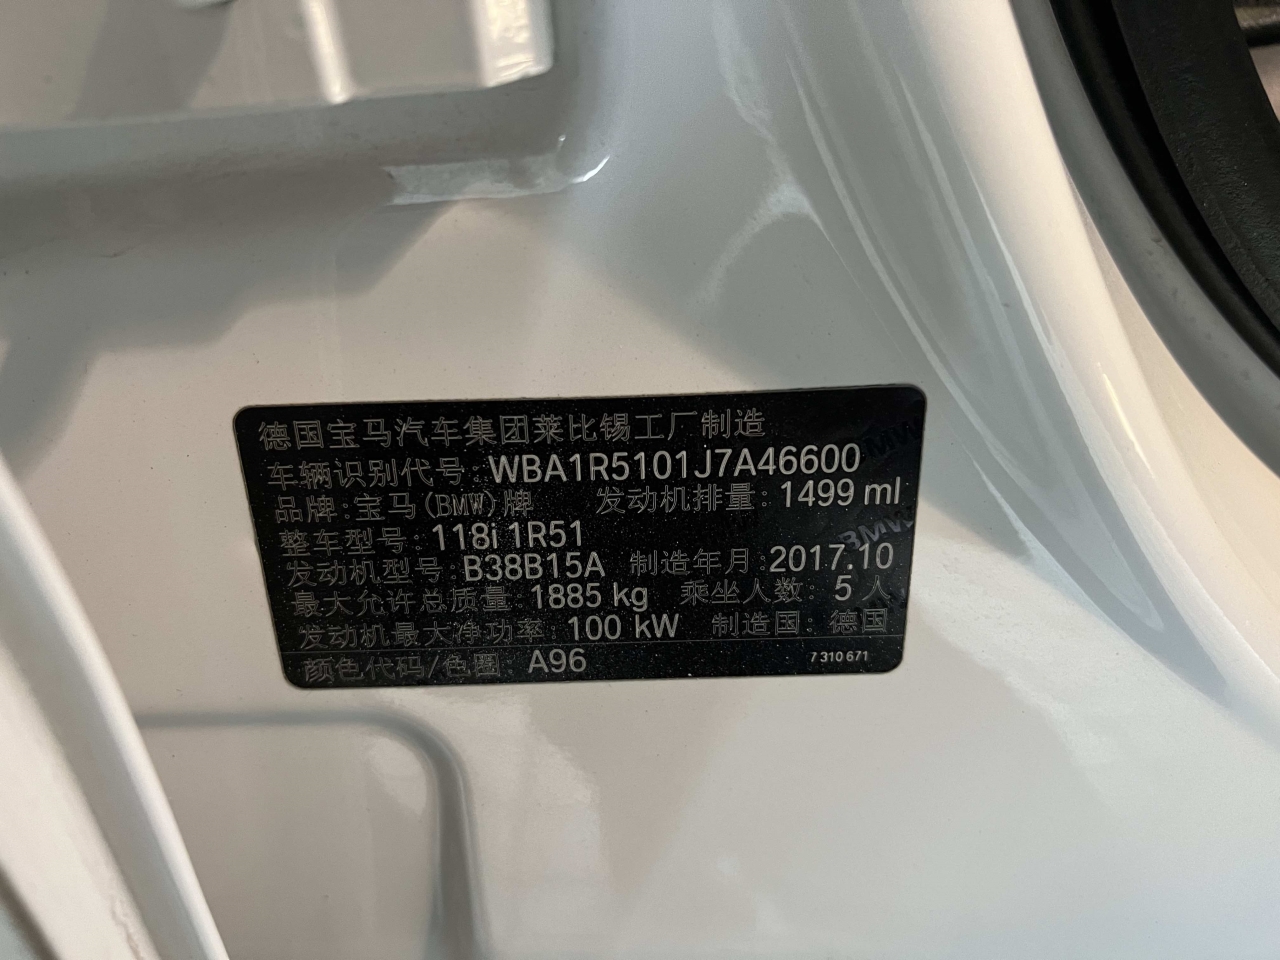 德国宝马汽车集团莱比锡工厂制造
车辆识别代号: WBA1R5101J7A46600
品牌: 宝马(BMW)牌 发动机排量: 1499 ml
整车型号: 118i 1R51
发动机型号: B38B15A 制造年月: 2017.10
最大允许总质量: 1885 kg 乘坐人数: 5 人
发动机最大净功率: 100 kW 制造国: 德国
颜色代码/色圈: A96 7 310 671
BMW
BMW